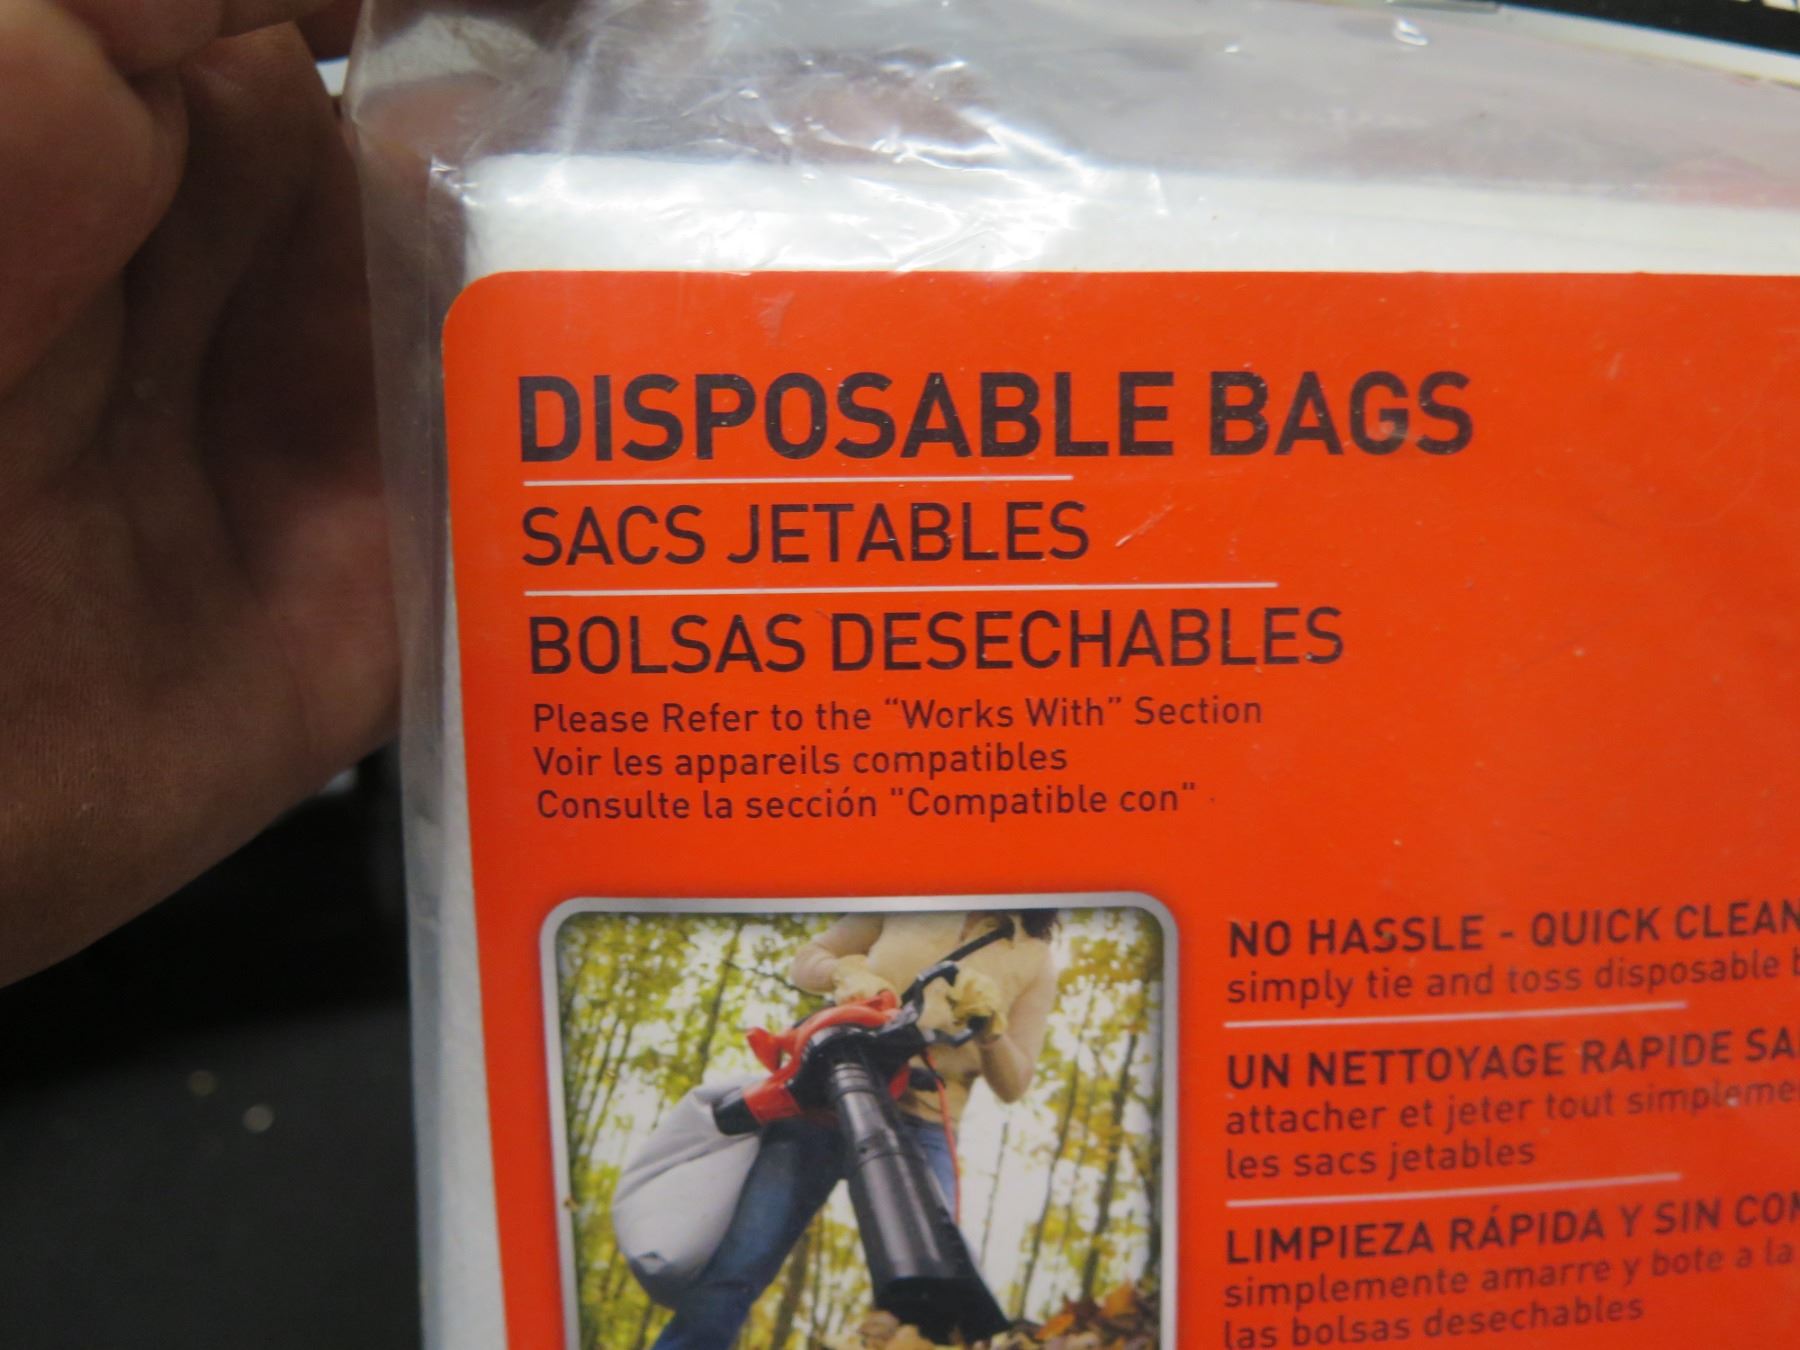 DISPOSABLE BAGS
SACS JETABLES
BOLSAS DESECHABLES
Please Refer to the “Works With” Section
Voir les appareils compatibles
Consulte la sección "Compatible con"
NO HASSLE - QUICK CLEAN
simply tie and toss disposable
UN NETTOYAGE RAPIDE
attacher et jeter tout
les sacs jetables
LIMPIEZA RÁPIDA Y SIN
simplemente amarre y bote a la
las bolsas desechables